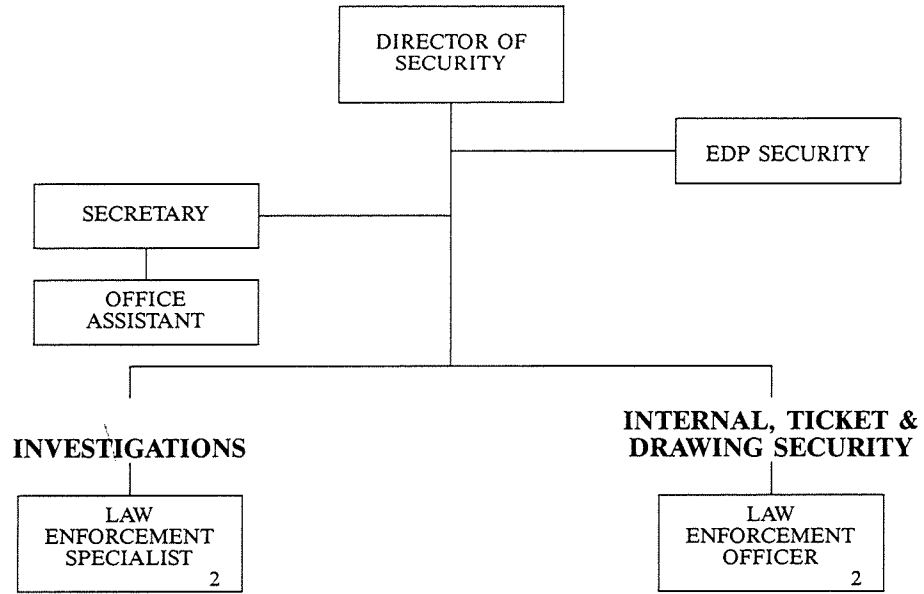 DIRECTOR OF
SECURITY
EDP SECURITY
SECRETARY
OFFICE
ASSISTANT
INVESTIGATIONS
INTERNAL, TICKET &
DRAWING SECURITY
LAW
ENFORCEMENT
SPECIALIST
2
LAW
ENFORCEMENT
OFFICER
2